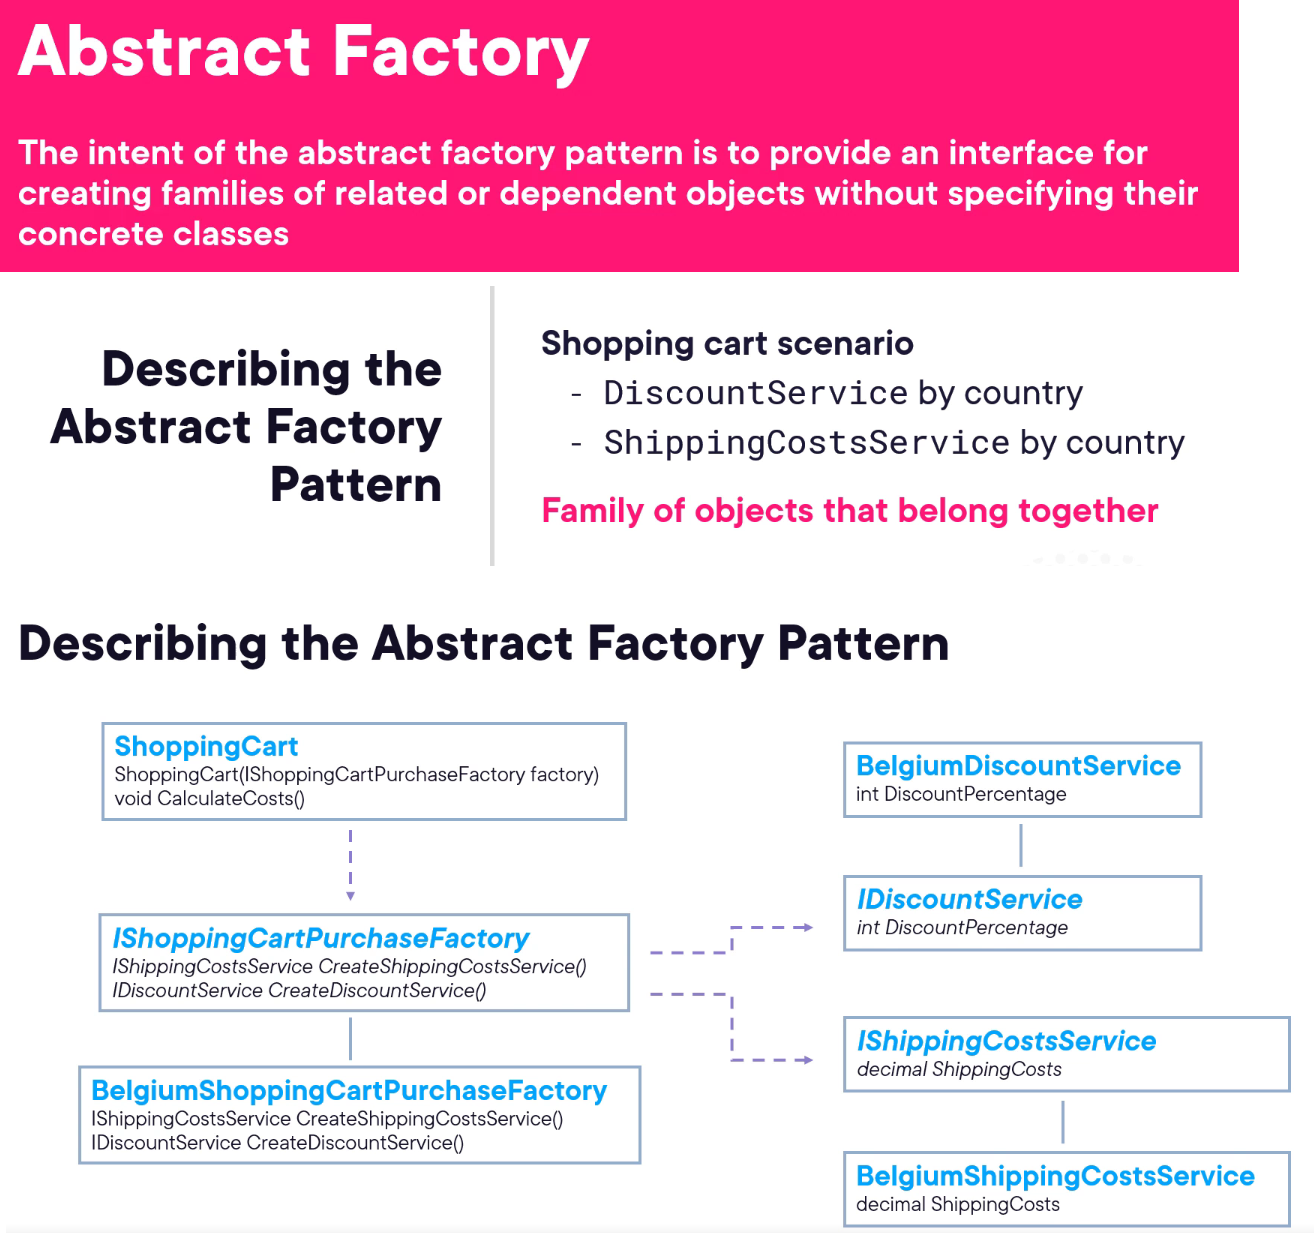 Abstract Factory
The intent of the abstract factory pattern is to provide an interface for
creating families of related or dependent objects without specifying their
concrete classes
Describing the
Abstract Factory
Pattern
Shopping cart scenario
- DiscountService by country
- ShippingCostsService by country
Family of objects that belong together
Describing the Abstract Factory Pattern
ShoppingCart
ShoppingCart(IShoppingCartPurchaseFactory factory)
void CalculateCosts()
IShoppingCartPurchaseFactory
IShippingCostsService CreateShippingCostsService()
IDiscountService CreateDiscountService()
BelgiumShoppingCartPurchaseFactory
IShippingCostsService CreateShippingCostsService()
IDiscountService CreateDiscountService()
BelgiumDiscountService
int DiscountPercentage
IDiscountService
int DiscountPercentage
IShippingCostsService
decimal ShippingCosts
BelgiumShippingCostsService
decimal ShippingCosts